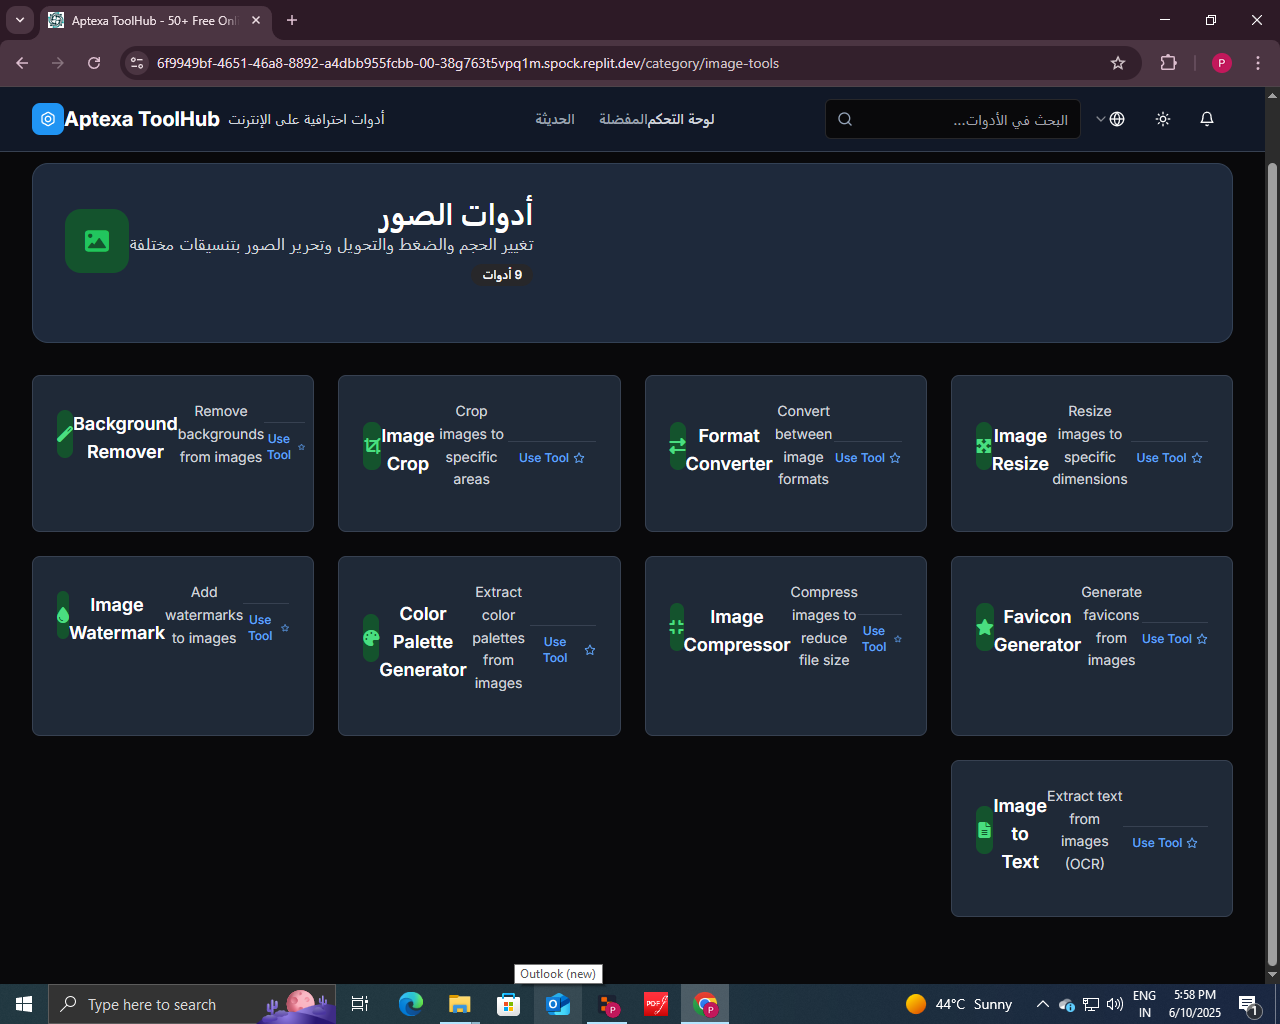 Aptexa ToolHub - 50+ Free Onl
6f9949bf-4651-46a8-8892-a4dbb955fcbb-00-38g763t5vpq1m.spock.replit.dev/category/image-tools
P
Aptexa ToolHub
أدوات احترافية على الإنترنت
لوحة التحكم
المفضلة
الحديثة
البحث في الأدوات...
أدوات الصور
تغيير الحجم والضغط والتحويل وتحرير الصور بتنسيقات مختلفة
9 أدوات
Background
Remover
Remove
backgrounds
from images
Use
Tool
Image
Crop
Crop
images to
specific
areas
Use Tool
Format
Converter
Convert
between
image
formats
Use Tool
Image
Resize
Resize
images to
specific
dimensions
Use Tool
Image
Watermark
Add
watermarks
to images
Use
Tool
Color
Palette
Generator
Extract
color
palettes
from
images
Use
Tool
Image
Compressor
Compress
images to
reduce
file size
Use
Tool
Favicon
Generator
Generate
favicons
from
images
Use Tool
Image
to
Text
Extract text
from
images
(OCR)
Use Tool
Outlook (new)
Type here to search
P
PDF
P
44°C Sunny
ENG
IN
5:58 PM
6/10/2025
1